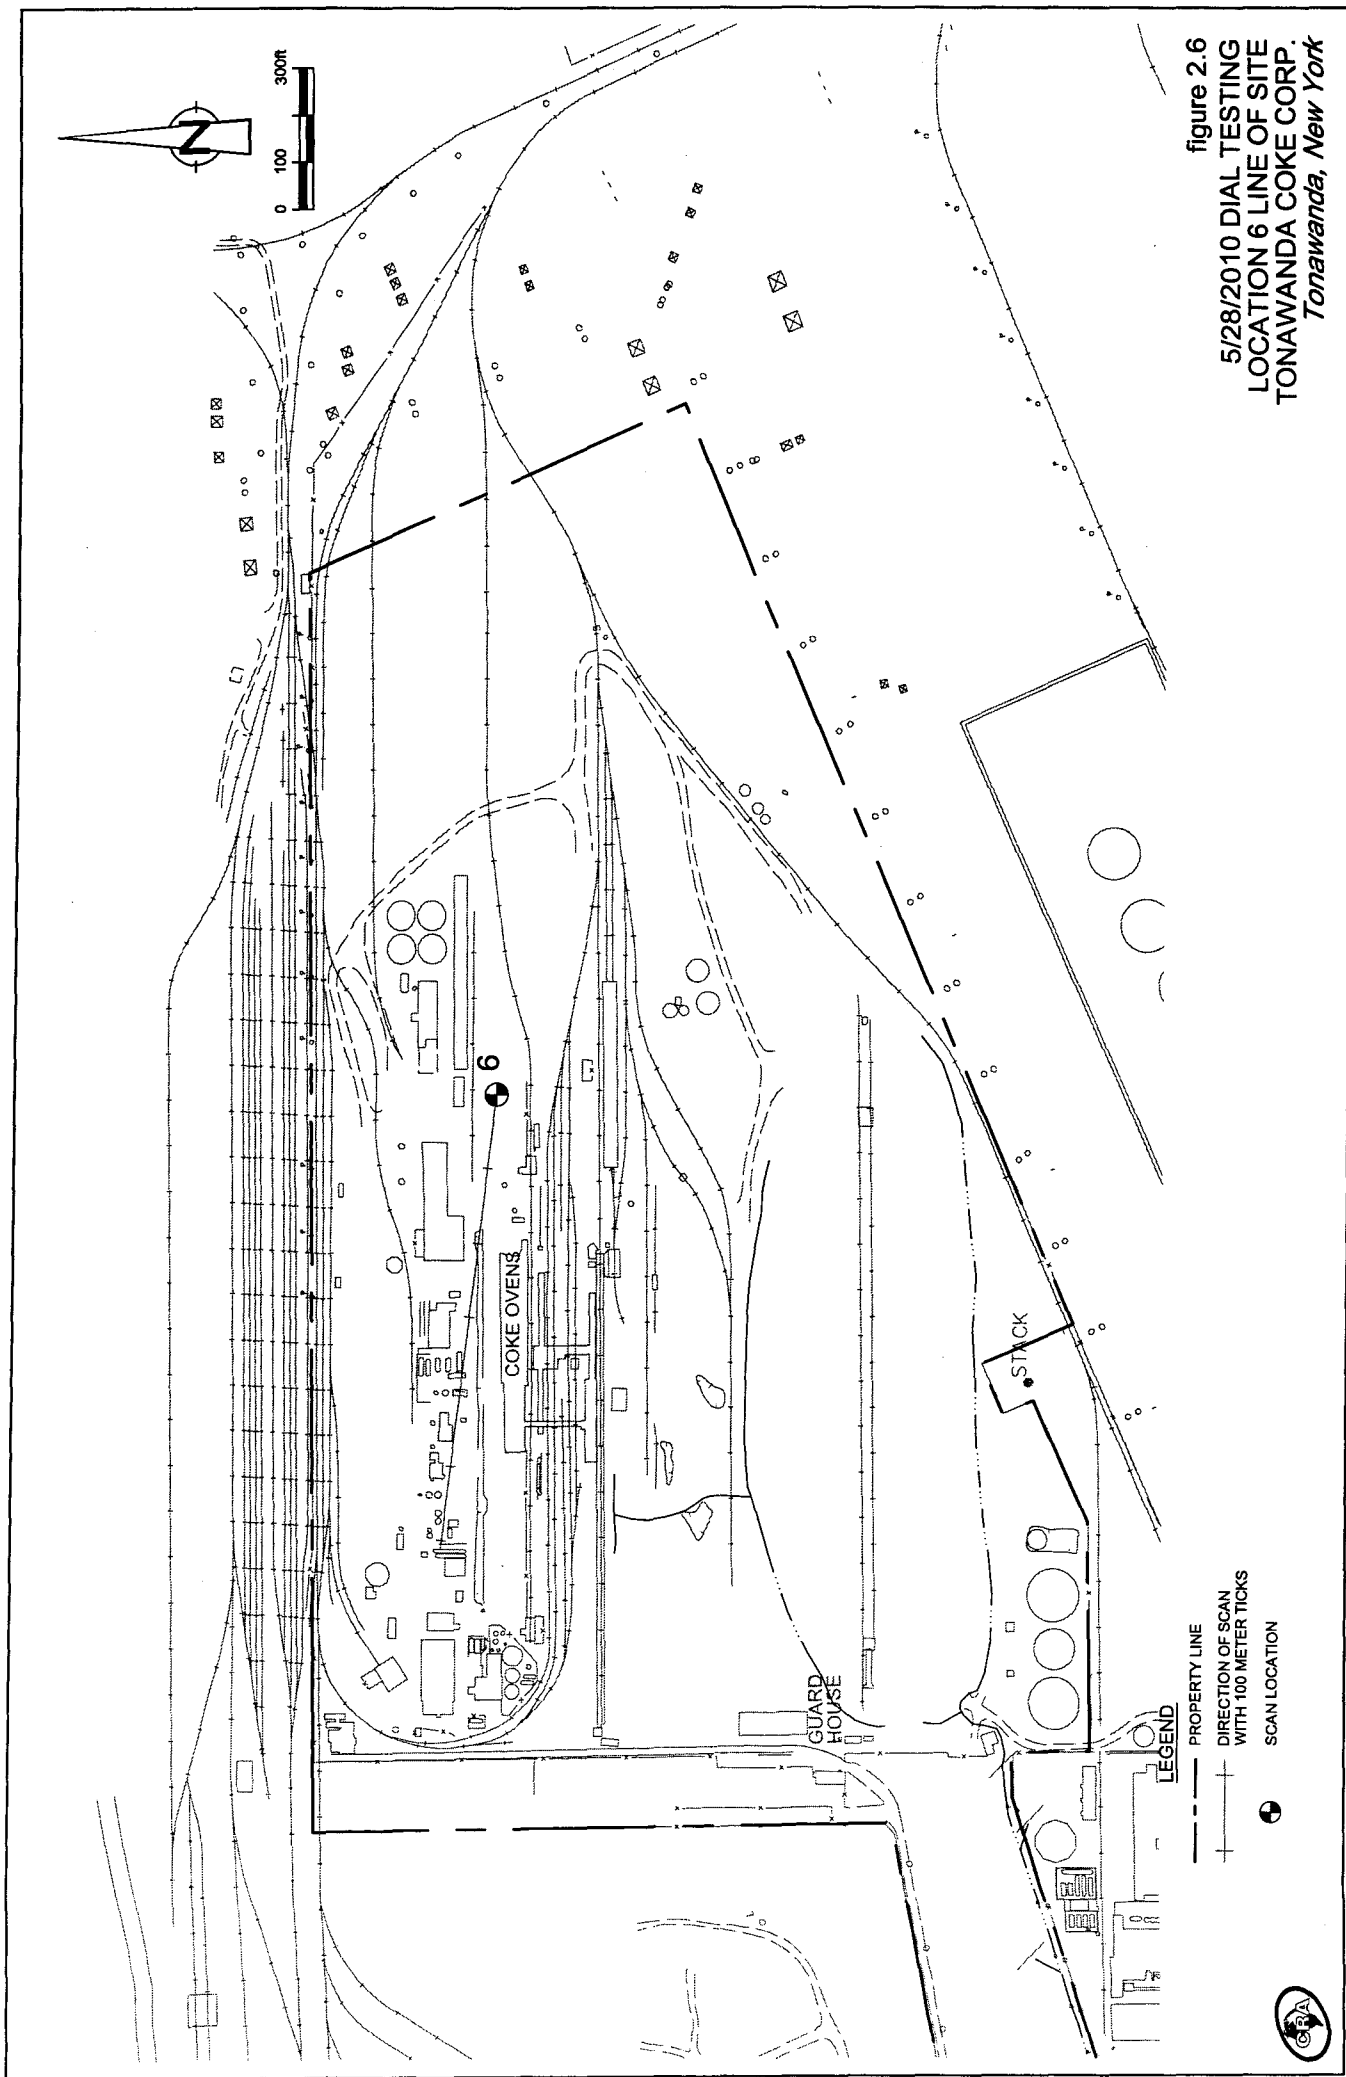 N
0 100 300ft
6
COKE OVENS
STACK
GUARD
HOUSE
LEGEND
PROPERTY LINE
DIRECTION OF SCAN
WITH 100 METER TICKS
SCAN LOCATION
CRA
figure 2.6
5/28/2010 DIAL TESTING
LOCATION 6 LINE OF SITE
TONAWANDA COKE CORP.
Tonawanda, New York